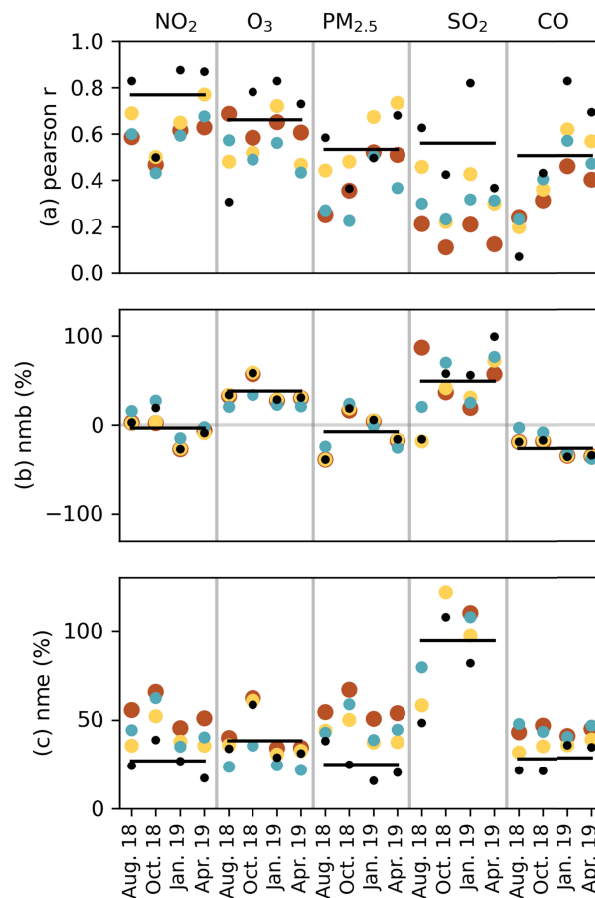 NO₂ O₃ PM₂.₅ SO₂ CO
(a) pearson r
1.0
0.8
0.6
0.4
0.2
0.0
(b) nmb (%)
100
0
−100
(c) nme (%)
100
50
0
Aug. 18 Oct. 18 Jan. 19 Apr. 19 Aug. 18 Oct. 18 Jan. 19 Apr. 19 Aug. 18 Oct. 18 Jan. 19 Apr. 19 Aug. 18 Oct. 18 Jan. 19 Apr. 19 Aug. 18 Oct. 18 Jan. 19 Apr. 19